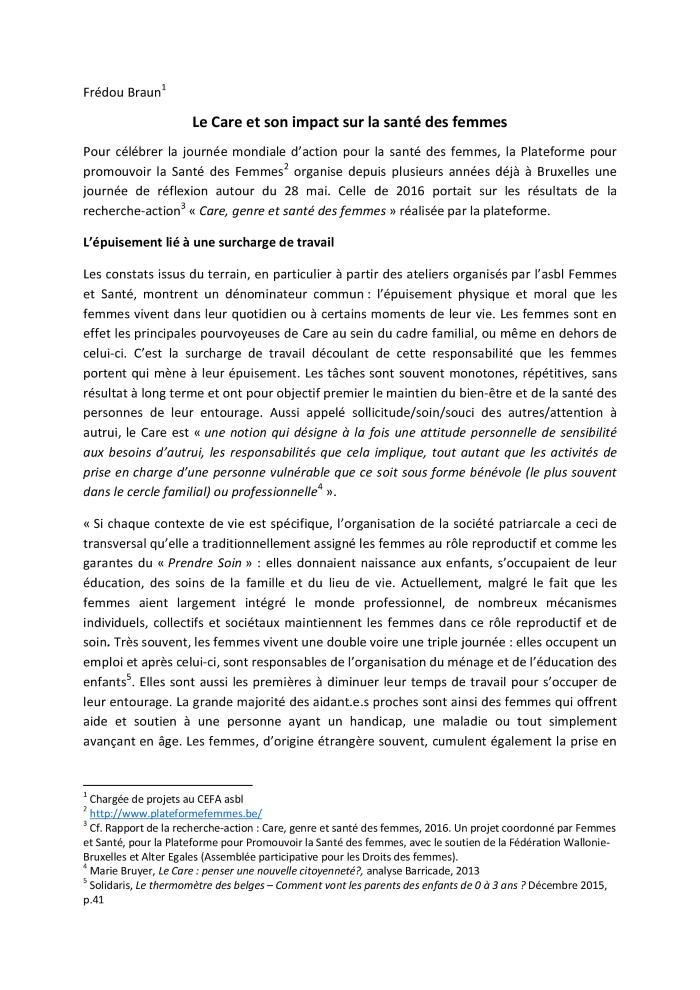 Frédou Braun1
Le Care et son impact sur la santé des femmes
Pour célébrer la journée mondiale d’action pour la santé des femmes, la Plateforme pour
promouvoir la Santé des Femmes2 organise depuis plusieurs années déjà à Bruxelles une
journée de réflexion autour du 28 mai. Celle de 2016 portait sur les résultats de la
recherche-action3 « Care, genre et santé des femmes » réalisée par la plateforme.
L’épuisement lié à une surcharge de travail
Les constats issus du terrain, en particulier à partir des ateliers organisés par l’asbl Femmes
et Santé, montrent un dénominateur commun : l’épuisement physique et moral que les
femmes vivent dans leur quotidien ou à certains moments de leur vie. Les femmes sont en
effet les principales pourvoyeuses de Care au sein du cadre familial, ou même en dehors de
celui-ci. C’est la surcharge de travail découlant de cette responsabilité que les femmes
portent qui mène à leur épuisement. Les tâches sont souvent monotones, répétitives, sans
résultat à long terme et ont pour objectif premier le maintien du bien-être et de la santé des
personnes de leur entourage. Aussi appelé sollicitude/soin/souci des autres/attention à
autrui, le Care est « une notion qui désigne à la fois une attitude personnelle de sensibilité
aux besoins d’autrui, les responsabilités que cela implique, tout autant que les activités de
prise en charge d’une personne vulnérable que ce soit sous forme bénévole (le plus souvent
dans le cercle familial) ou professionnelle4 ».
« Si chaque contexte de vie est spécifique, l’organisation de la société patriarcale a ceci de
transversal qu’elle a traditionnellement assigné les femmes au rôle reproductif et comme les
garantes du « Prendre Soin » : elles donnaient naissance aux enfants, s’occupaient de leur
éducation, des soins de la famille et du lieu de vie. Actuellement, malgré le fait que les
femmes aient largement intégré le monde professionnel, de nombreux mécanismes
individuels, collectifs et sociétaux maintiennent les femmes dans ce rôle reproductif et de
soin. Très souvent, les femmes vivent une double voire une triple journée : elles occupent un
emploi et après celui-ci, sont responsables de l’organisation du ménage et de l’éducation des
enfants5. Elles sont aussi les premières à diminuer leur temps de travail pour s’occuper de
leur entourage. La grande majorité des aidant.e.s proches sont ainsi des femmes qui offrent
aide et soutien à une personne ayant un handicap, une maladie ou tout simplement
avançant en âge. Les femmes, d’origine étrangère souvent, cumulent également la prise en
1 Chargée de projets au CEFA asbl
2 http://www.plateformefemmes.be/
3 Cf. Rapport de la recherche-action : Care, genre et santé des femmes, 2016. Un projet coordonné par Femmes
et Santé, pour la Plateforme pour Promouvoir la Santé des femmes, avec le soutien de la Fédération Wallonie-
Bruxelles et Alter Egales (Assemblée participative pour les Droits des femmes).
4 Marie Bruyer, Le Care : penser une nouvelle citoyenneté?, analyse Barricade, 2013
5 Solidaris, Le thermomètre des belges – Comment vont les parents des enfants de 0 à 3 ans ? Décembre 2015,
p.41